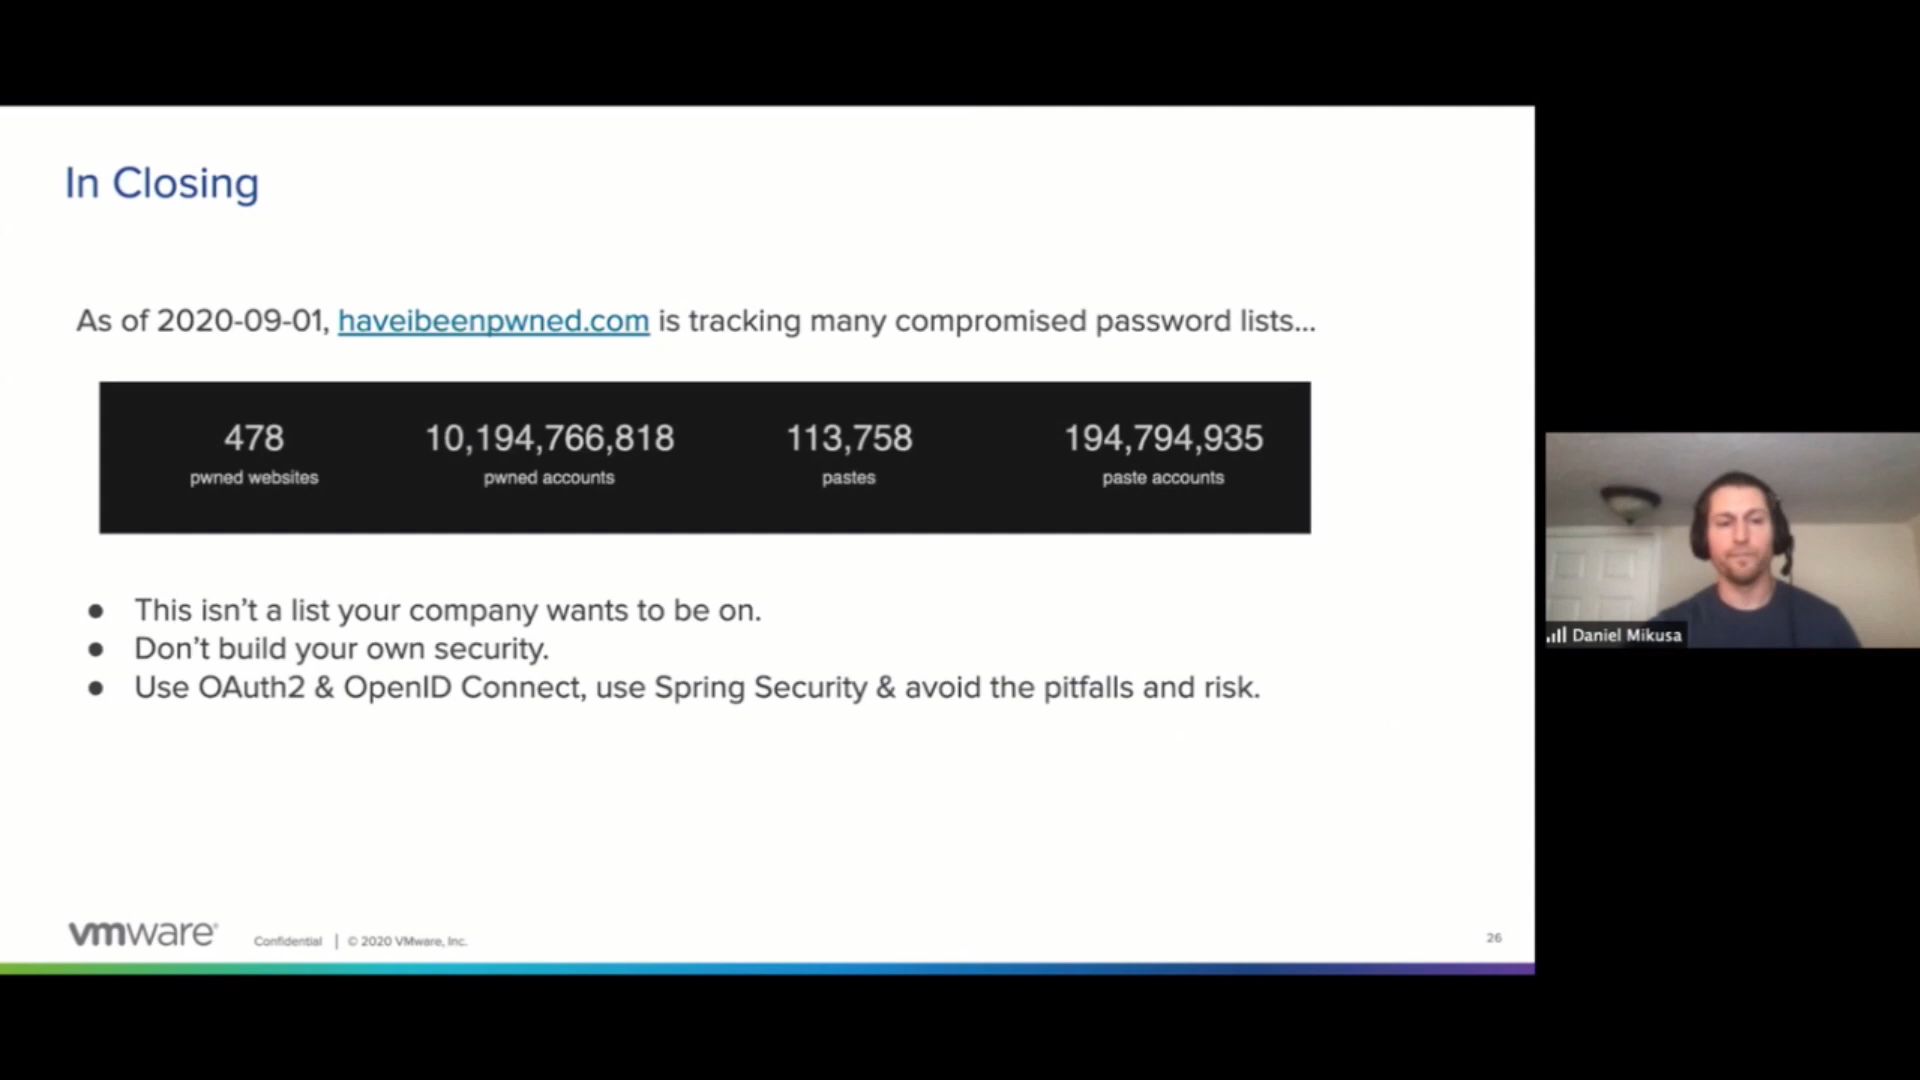 In Closing
As of 2020-09-01, haveibeenpwned.com is tracking many compromised password lists...
478 10,194,766,818 113,758 194,794,935
pwned websites pwned accounts pastes paste accounts
● This isn't a list your company wants to be on.
● Don't build your own security.
● Use OAuth2 & OpenID Connect, use Spring Security & avoid the pitfalls and risk.
Daniel Mikusa
vmware® Confidential | © 2020 VMware, Inc. 26